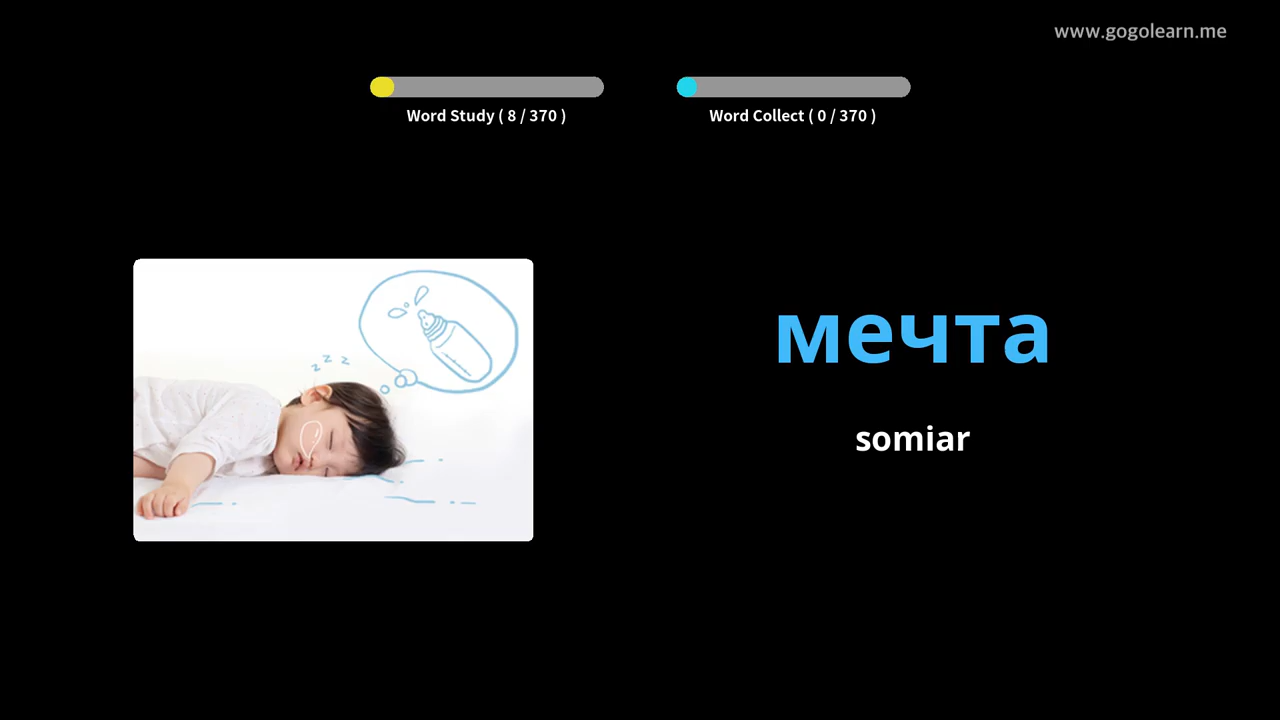 www.gogolearn.me
Word Study ( 8 / 370 )
Word Collect ( 0 / 370 )
z z z
мечта
somiar